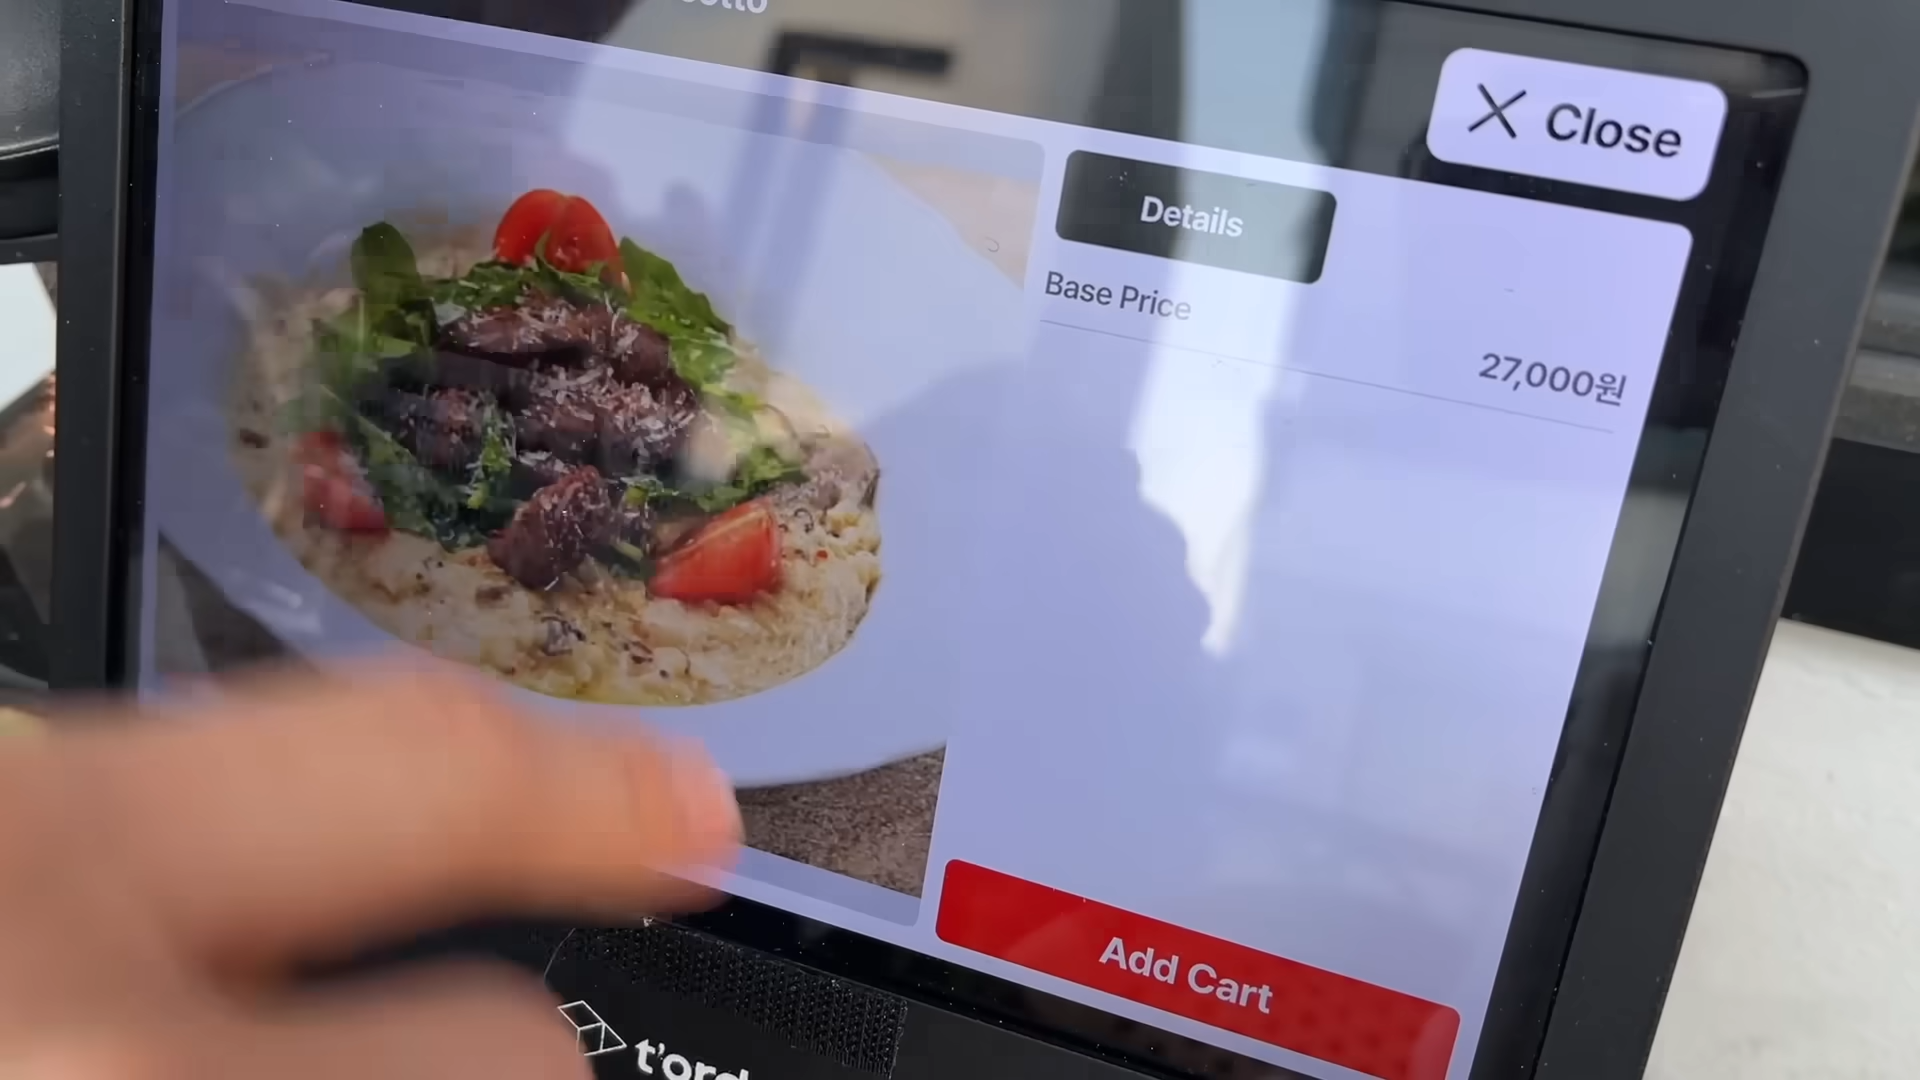 Close
Details
Base Price
27,000원
Add Cart